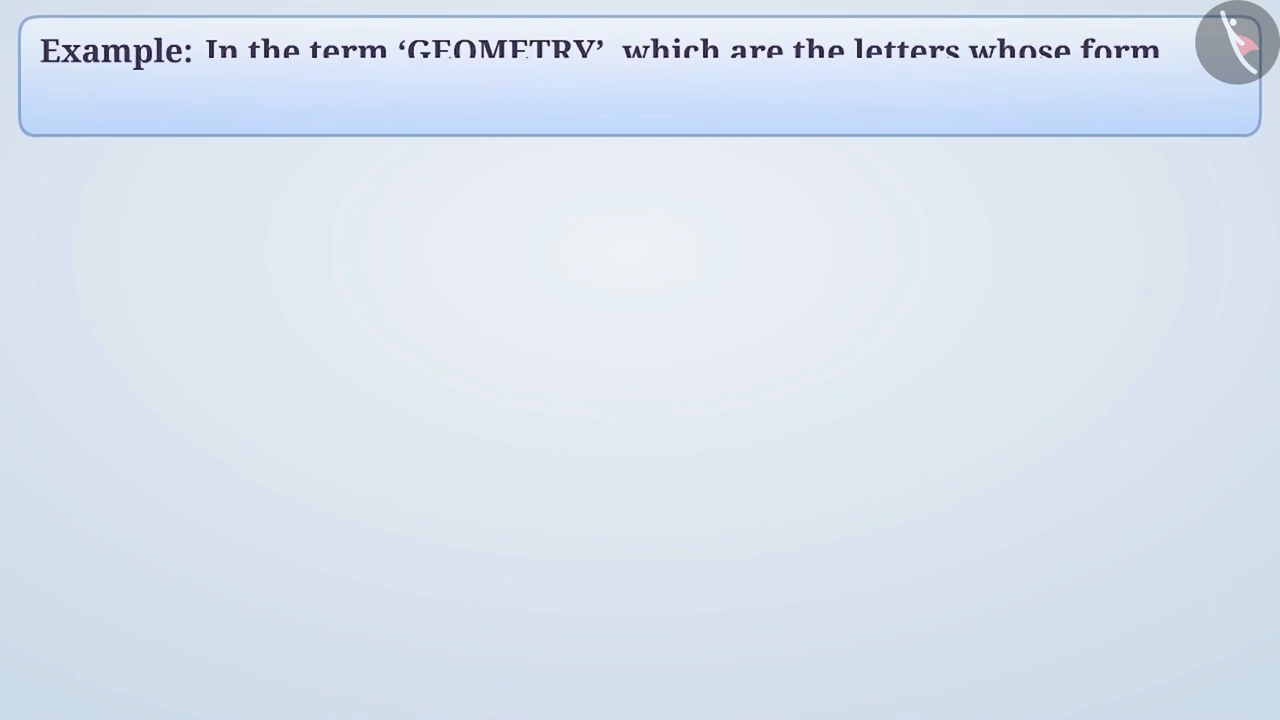 Example: In the term ‘GEOMETRY’ which are the letters whose form